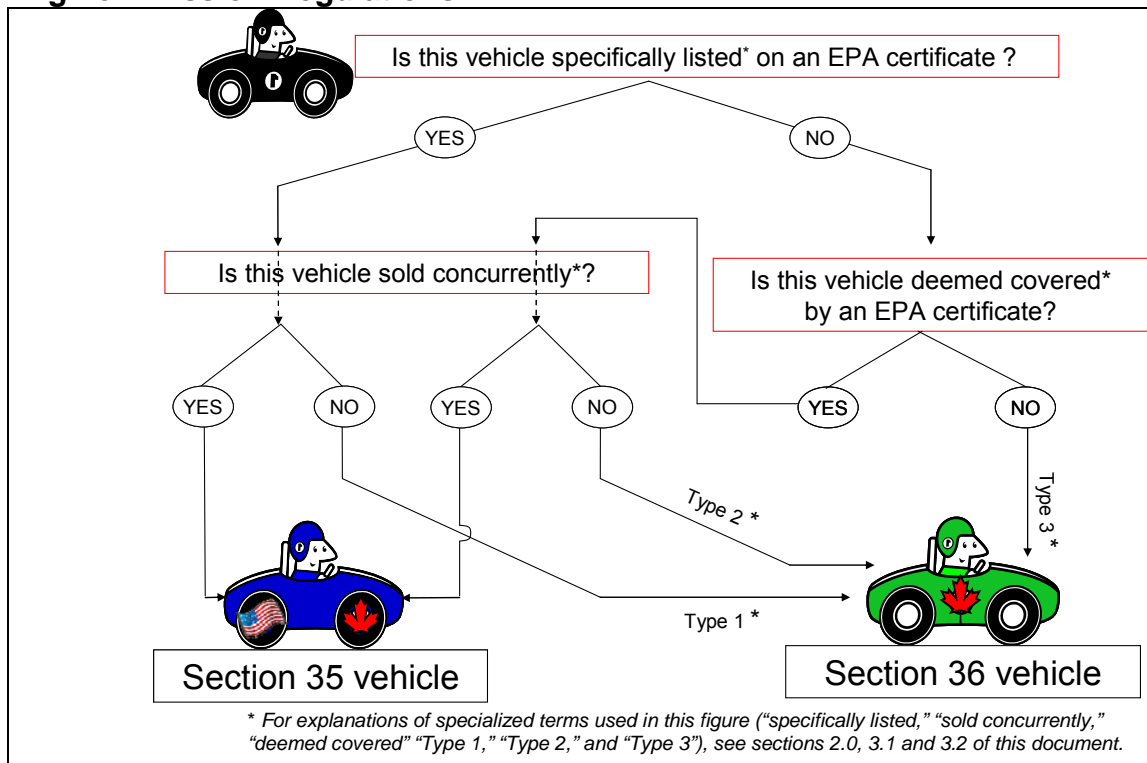 Is this vehicle specifically listed* on an EPA certificate ?
YES
NO
Is this vehicle sold concurrently*?
Is this vehicle deemed covered*
by an EPA certificate?
YES
NO
YES
NO
YES
NO
Type 2 *
Type 3 *
Type 1 *
Section 35 vehicle
Section 36 vehicle
* For explanations of specialized terms used in this figure (“specifically listed,” “sold concurrently,”
“deemed covered” “Type 1,” “Type 2,” and “Type 3”), see sections 2.0, 3.1 and 3.2 of this document.